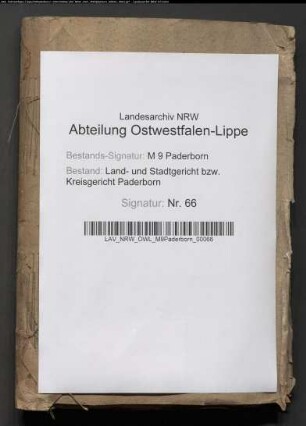 Landesarchiv NRW
Abteilung Ostwestfalen-Lippe
Bestands-Signatur: M 9 Paderborn
Bestand: Land- und Stadtgericht bzw.
Kreisgericht Paderborn
Signatur: Nr. 66
LAV_NRW_OWL_M9Paderborn_00066